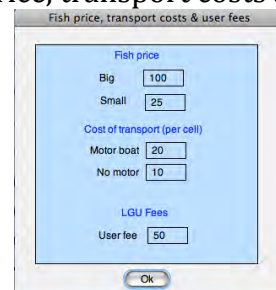 Fish price, transport costs & user fees
Fish price
Big 100
Small 25
Cost of transport (per cell)
Motor boat 20
No motor 10
LGU Fees
User fee 50
Ok